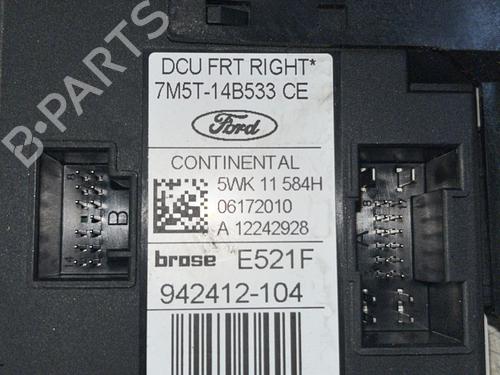 DCU FRT RIGHT*
7M5T-14B533 CE
Ford
CONTINENTAL
5WK 11 584H
06172010
A 12242928
brose E521F
942412-104
B
A
B-PARTS